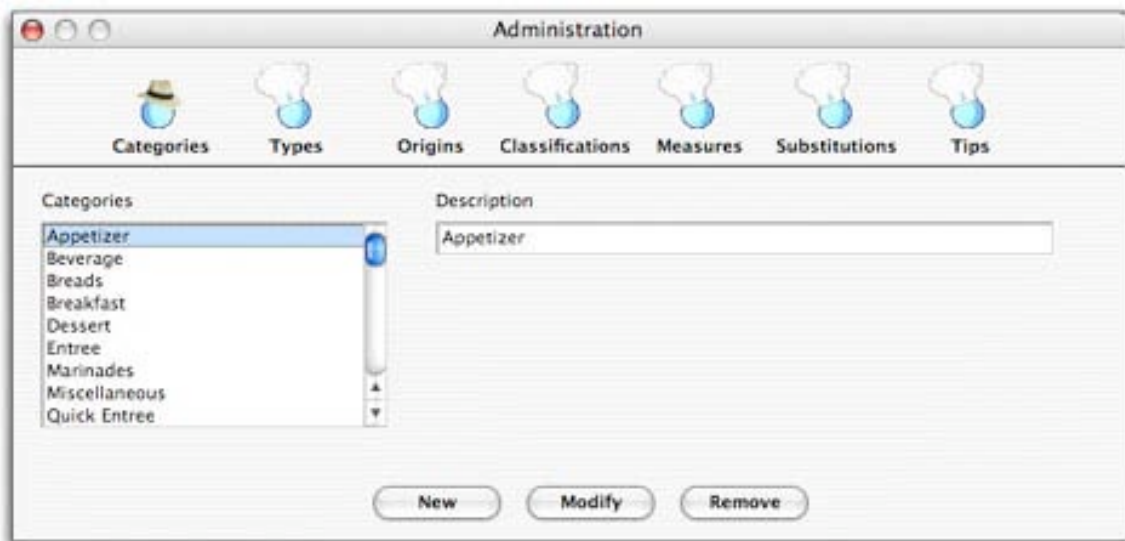 Administration
Categories Types Origins Classifications Measures Substitutions Tips
Categories Description
Appetizer Appetizer
Beverage
Breads
Breakfast
Dessert
Entree
Marinades
Miscellaneous
Quick Entree
New Modify Remove